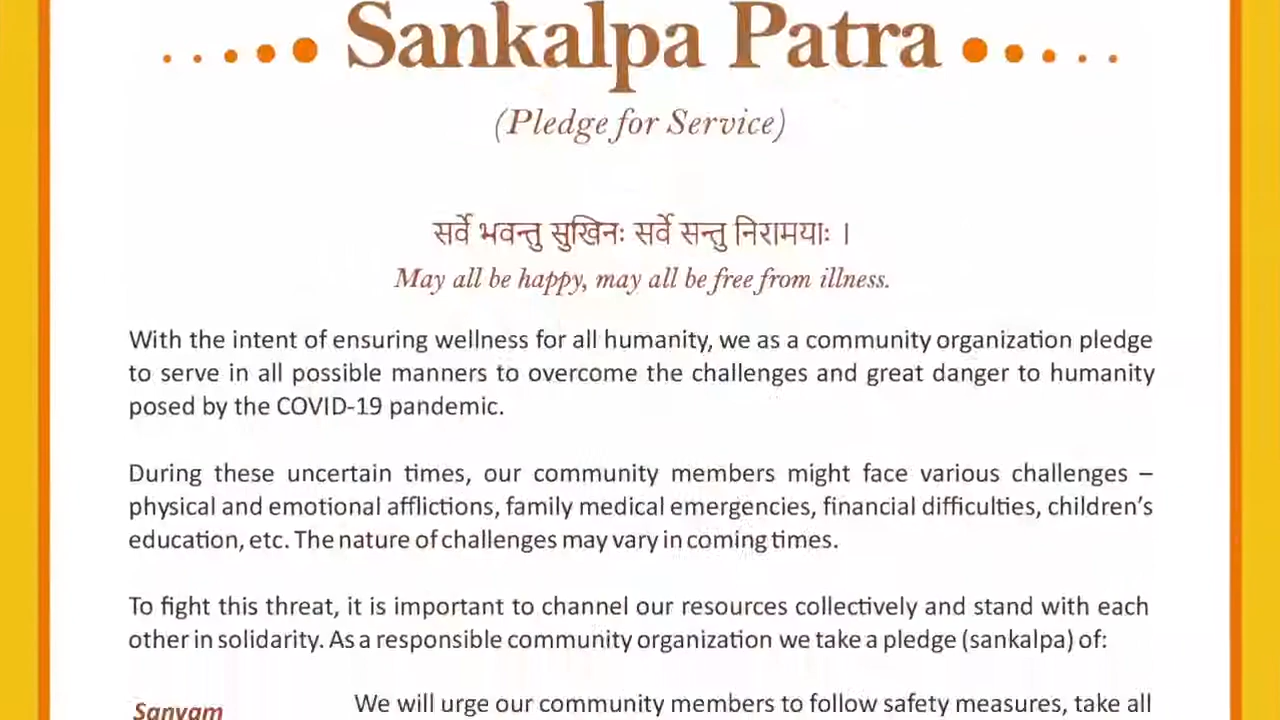 Sankalpa Patra
(Pledge for Service)
सर्वे भवन्तु सुखिनः सर्वे सन्तु निरामयाः ।
May all be happy, may all be free from illness.
With the intent of ensuring wellness for all humanity, we as a community organization pledge
to serve in all possible manners to overcome the challenges and great danger to humanity
posed by the COVID-19 pandemic.
During these uncertain times, our community members might face various challenges –
physical and emotional afflictions, family medical emergencies, financial difficulties, children's
education, etc. The nature of challenges may vary in coming times.
To fight this threat, it is important to channel our resources collectively and stand with each
other in solidarity. As a responsible community organization we take a pledge (sankalpa) of:
Sanyam
We will urge our community members to follow safety measures, take all